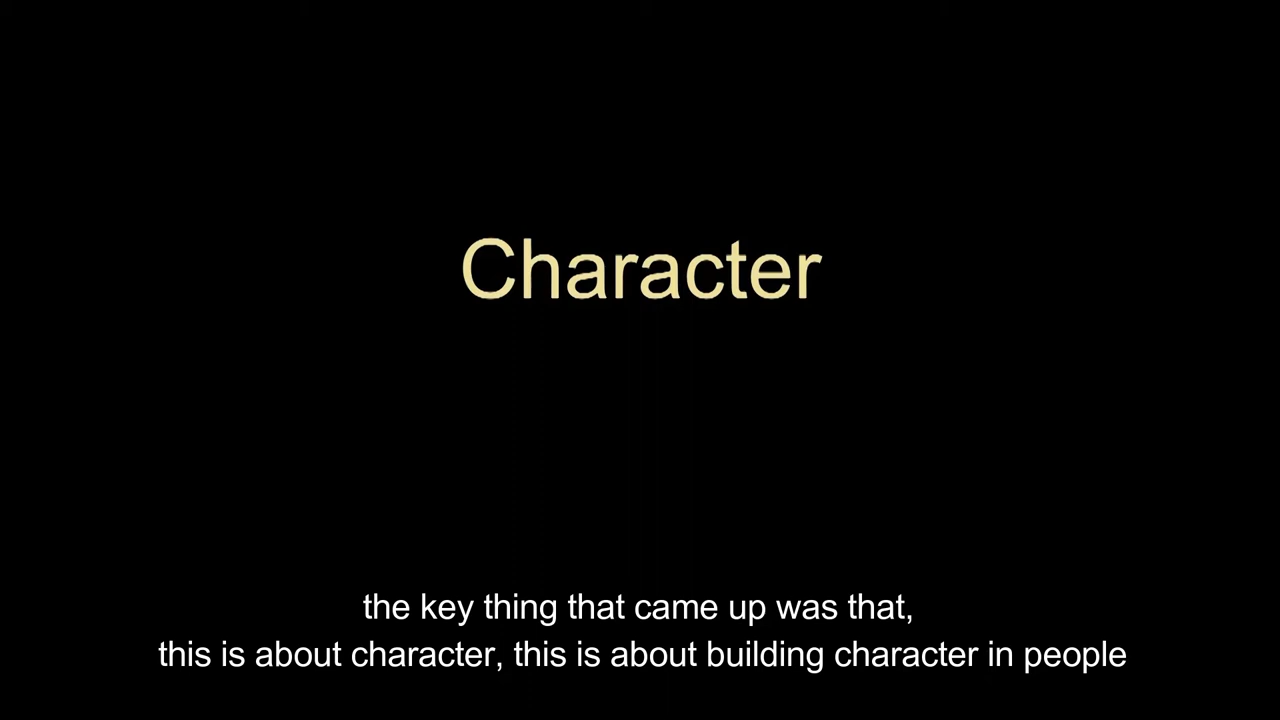 Character
the key thing that came up was that,
this is about character, this is about building character in people